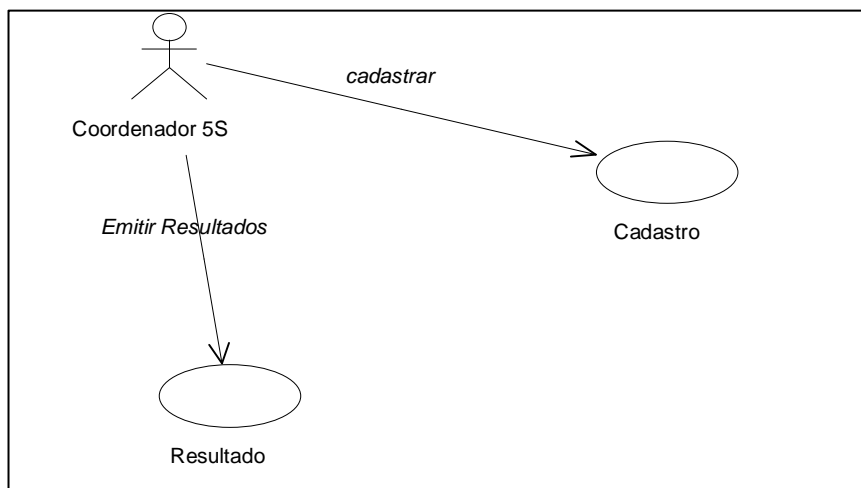 cadastrar
Coordenador 5S
Emitir Resultados
Cadastro
Resultado